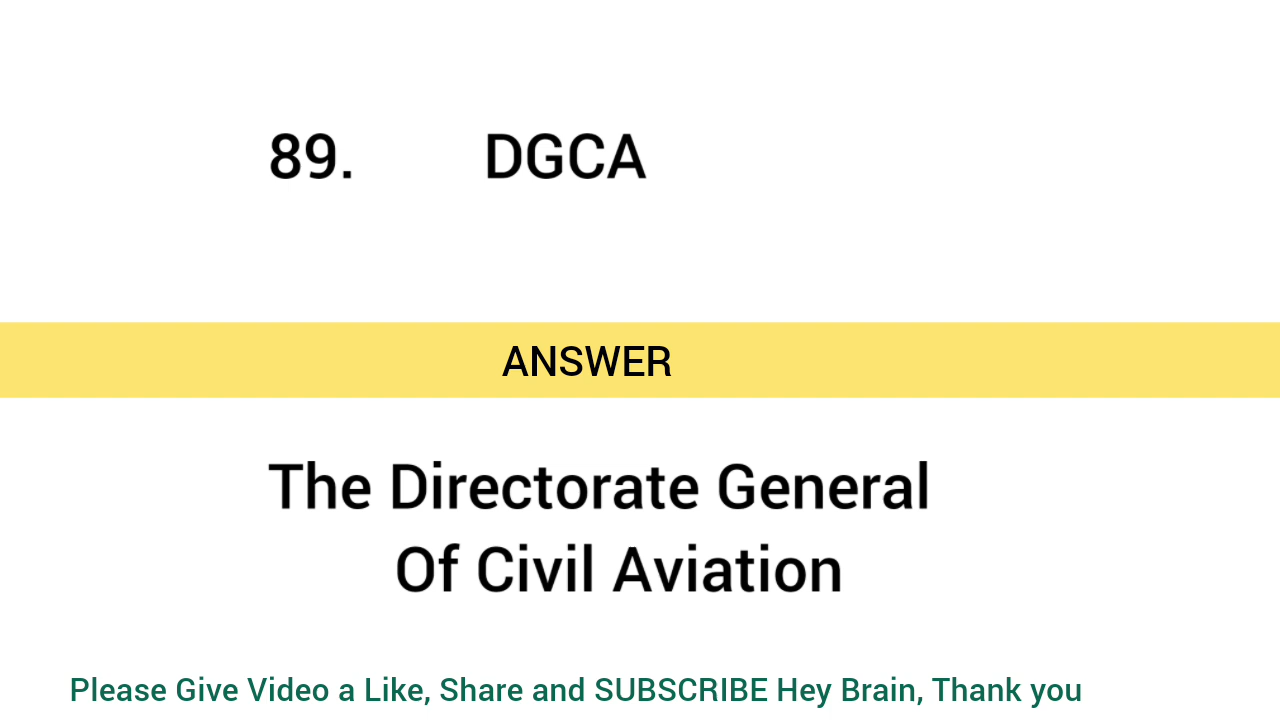 89. DGCA
ANSWER
The Directorate General
Of Civil Aviation
Please Give Video a Like, Share and SUBSCRIBE Hey Brain, Thank you